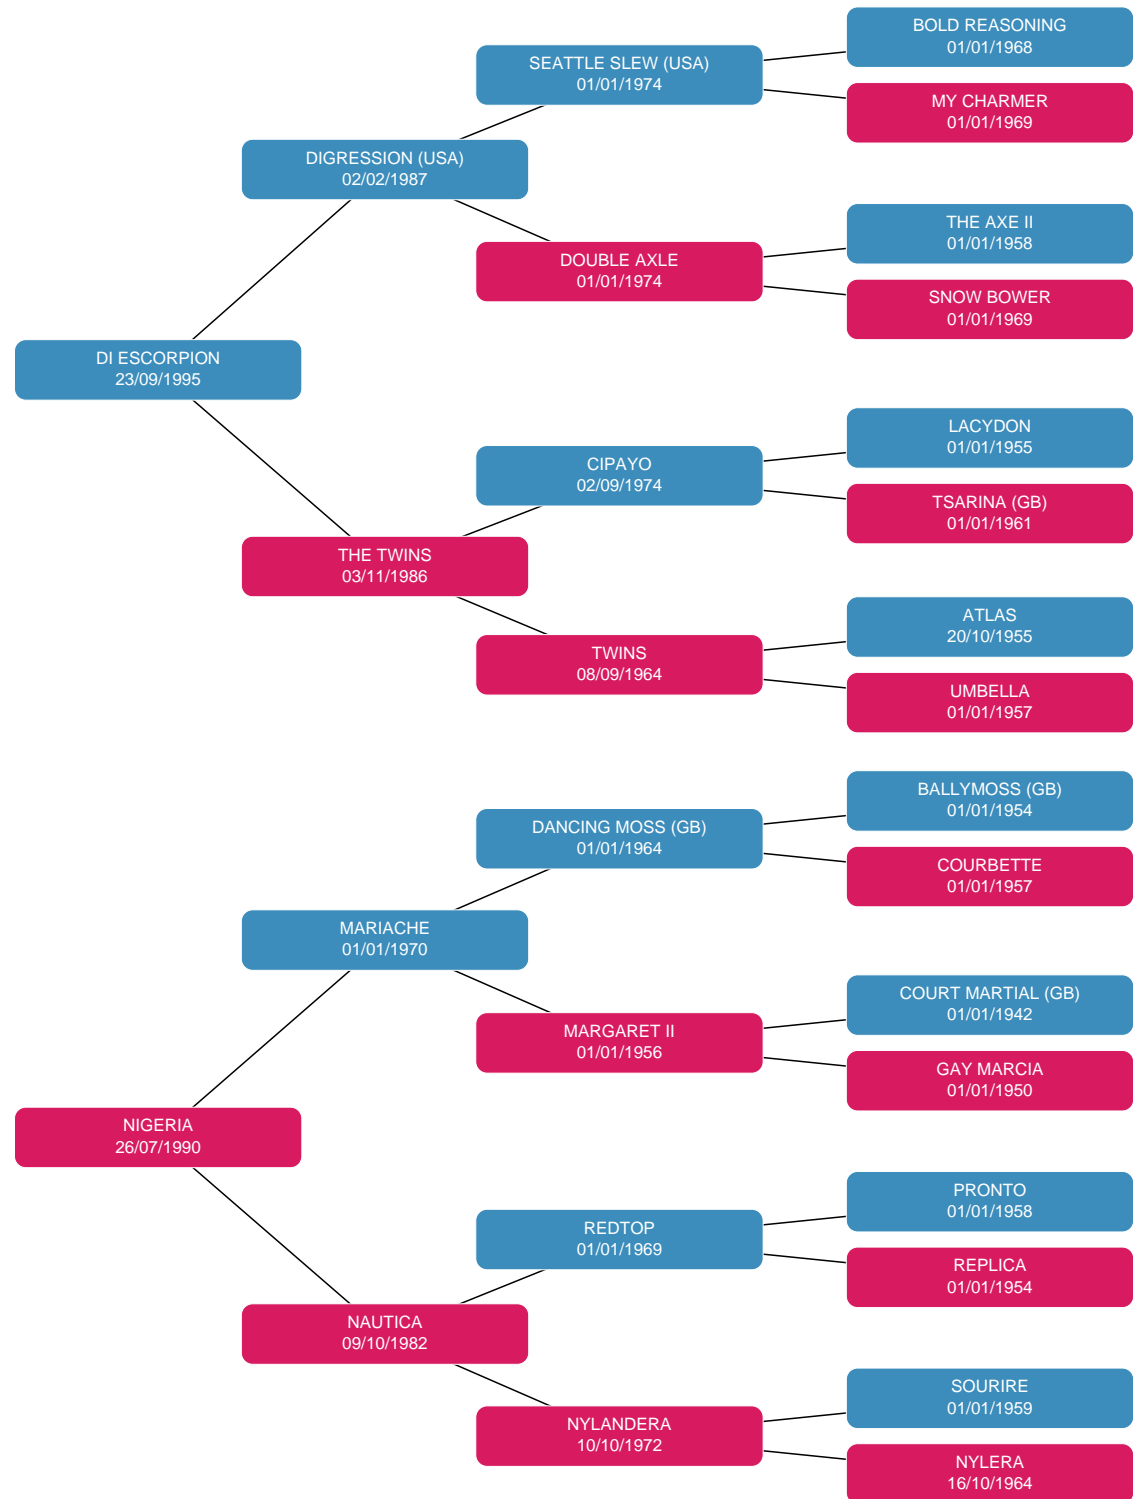 BOLD REASONING
01/01/1968
SEATTLE SLEW (USA)
01/01/1974
MY CHARMER
01/01/1969
DIGRESSION (USA)
02/02/1987
THE AXE II
01/01/1958
DOUBLE AXLE
01/01/1974
SNOW BOWER
01/01/1969
DI ESCORPION
23/09/1995
LACYDON
01/01/1955
CIPAYO
02/09/1974
TSARINA (GB)
01/01/1961
THE TWINS
03/11/1986
ATLAS
20/10/1955
TWINS
08/09/1964
UMBELLA
01/01/1957
BALLYMOSS (GB)
01/01/1954
DANCING MOSS (GB)
01/01/1964
COURBETTE
01/01/1957
MARIACHE
01/01/1970
COURT MARTIAL (GB)
01/01/1942
MARGARET II
01/01/1956
GAY MARCIA
01/01/1950
NIGERIA
26/07/1990
PRONTO
01/01/1958
REDTOP
01/01/1969
REPLICA
01/01/1954
NAUTICA
09/10/1982
SOURIRE
01/01/1959
NYLANDERA
10/10/1972
NYLERA
16/10/1964